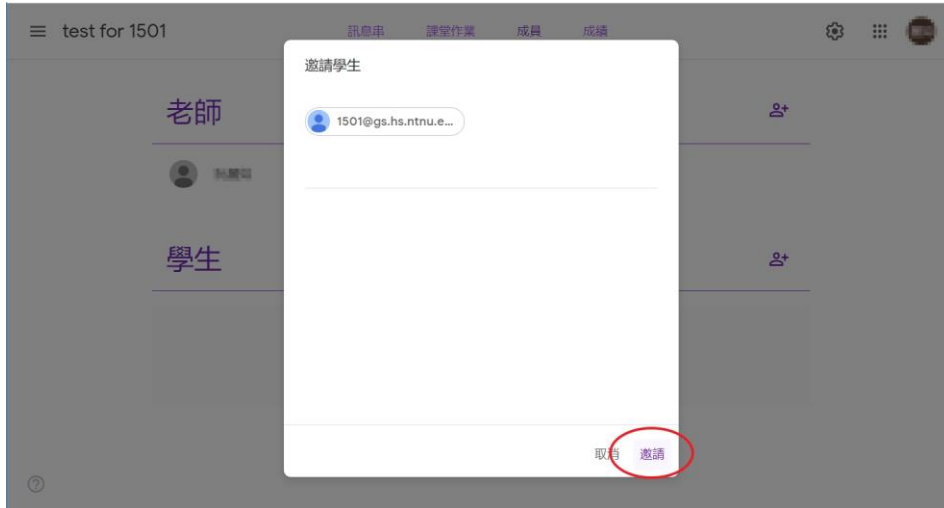 test for 1501
訊息串 課堂作業 成員 成績
邀請學生
1501@gs.hs.ntnu.e...
老師
學生
取消 邀請